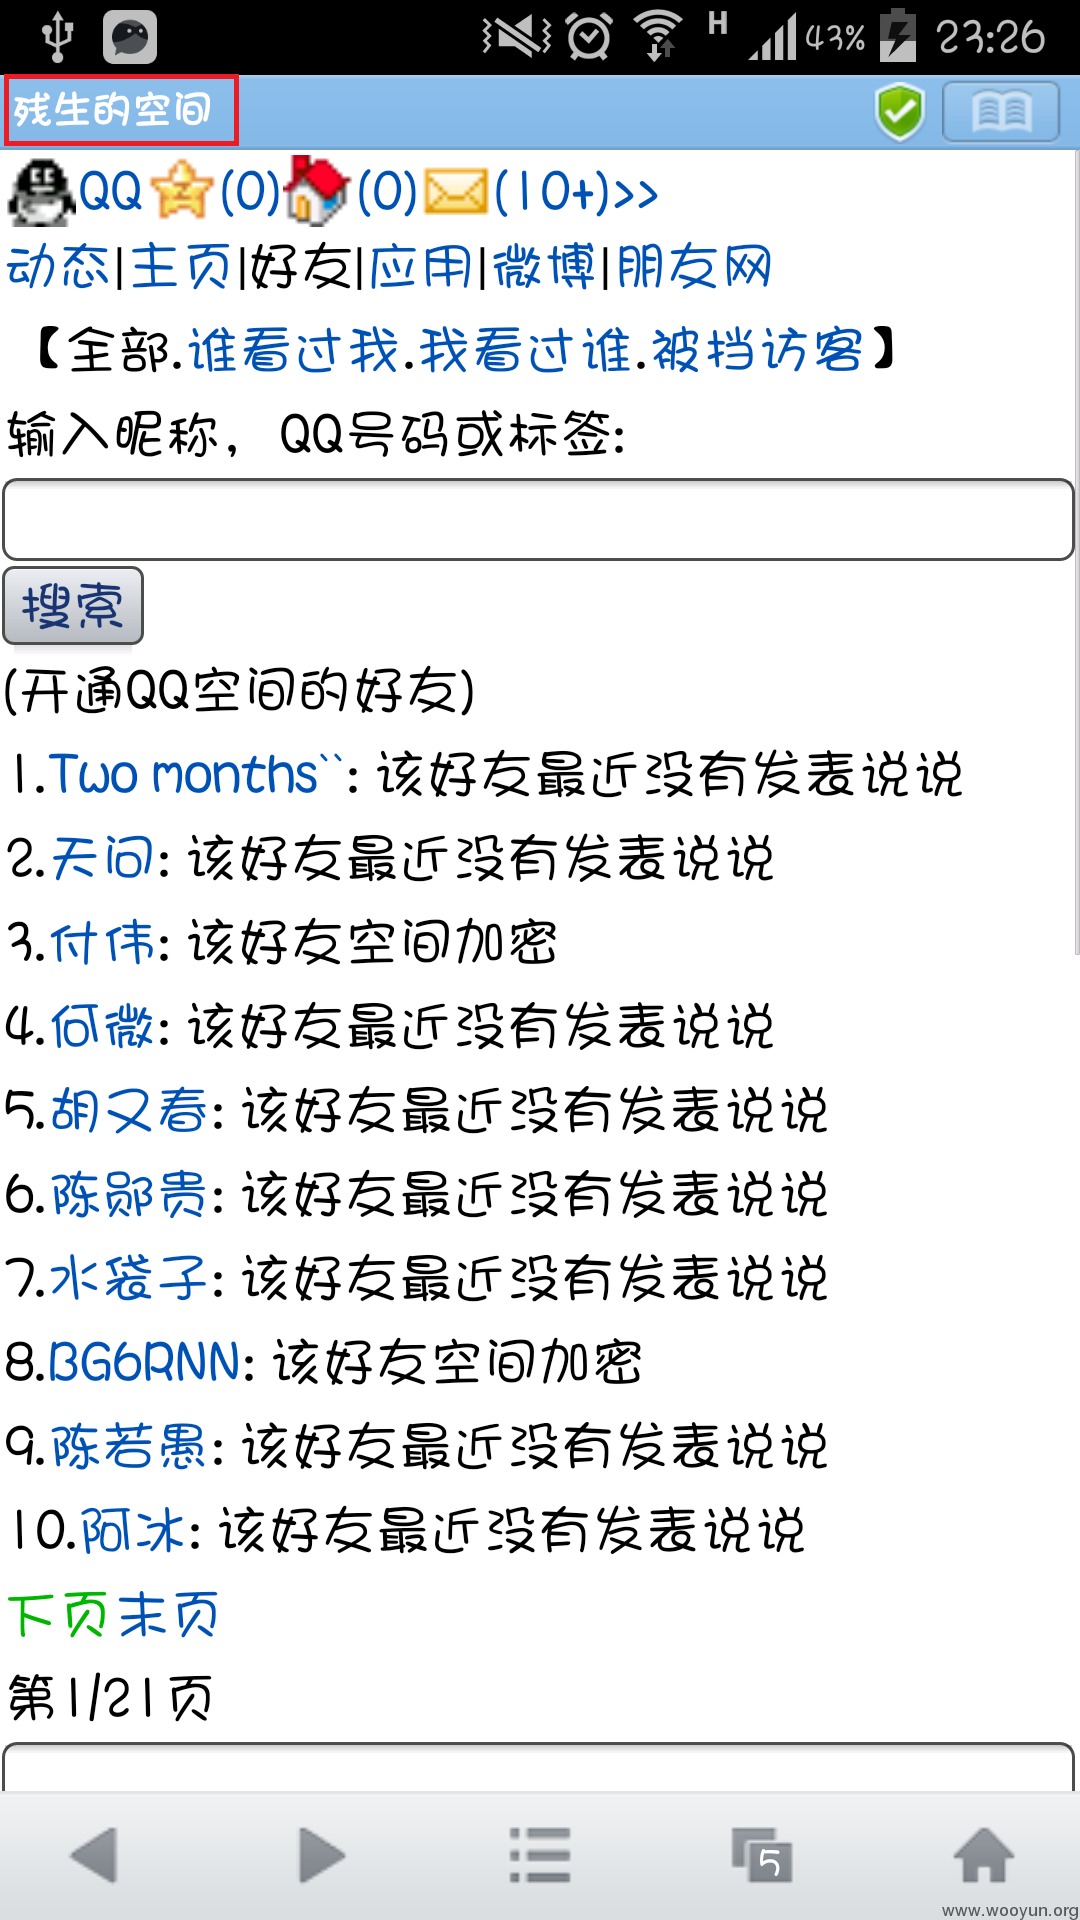 H 43% 23:26
残生的空间
QQ(0)(0)(10+)>>
动态|主页|好友|应用|微博|朋友网
【全部.谁看过我.我看过谁.被挡访客】
输入昵称，QQ号码或标签:
搜索
(开通QQ空间的好友)
1.Two months``: 该好友最近没有发表说说
2.天问: 该好友最近没有发表说说
3.付伟: 该好友空间加密
4.何微: 该好友最近没有发表说说
5.胡又春: 该好友最近没有发表说说
6.陈郧贵: 该好友最近没有发表说说
7.水袋子: 该好友最近没有发表说说
8.BG6RNN: 该好友空间加密
9.陈若愚: 该好友最近没有发表说说
10.阿冰: 该好友最近没有发表说说
下页 末页
第1/21页
5
www.wooyun.org